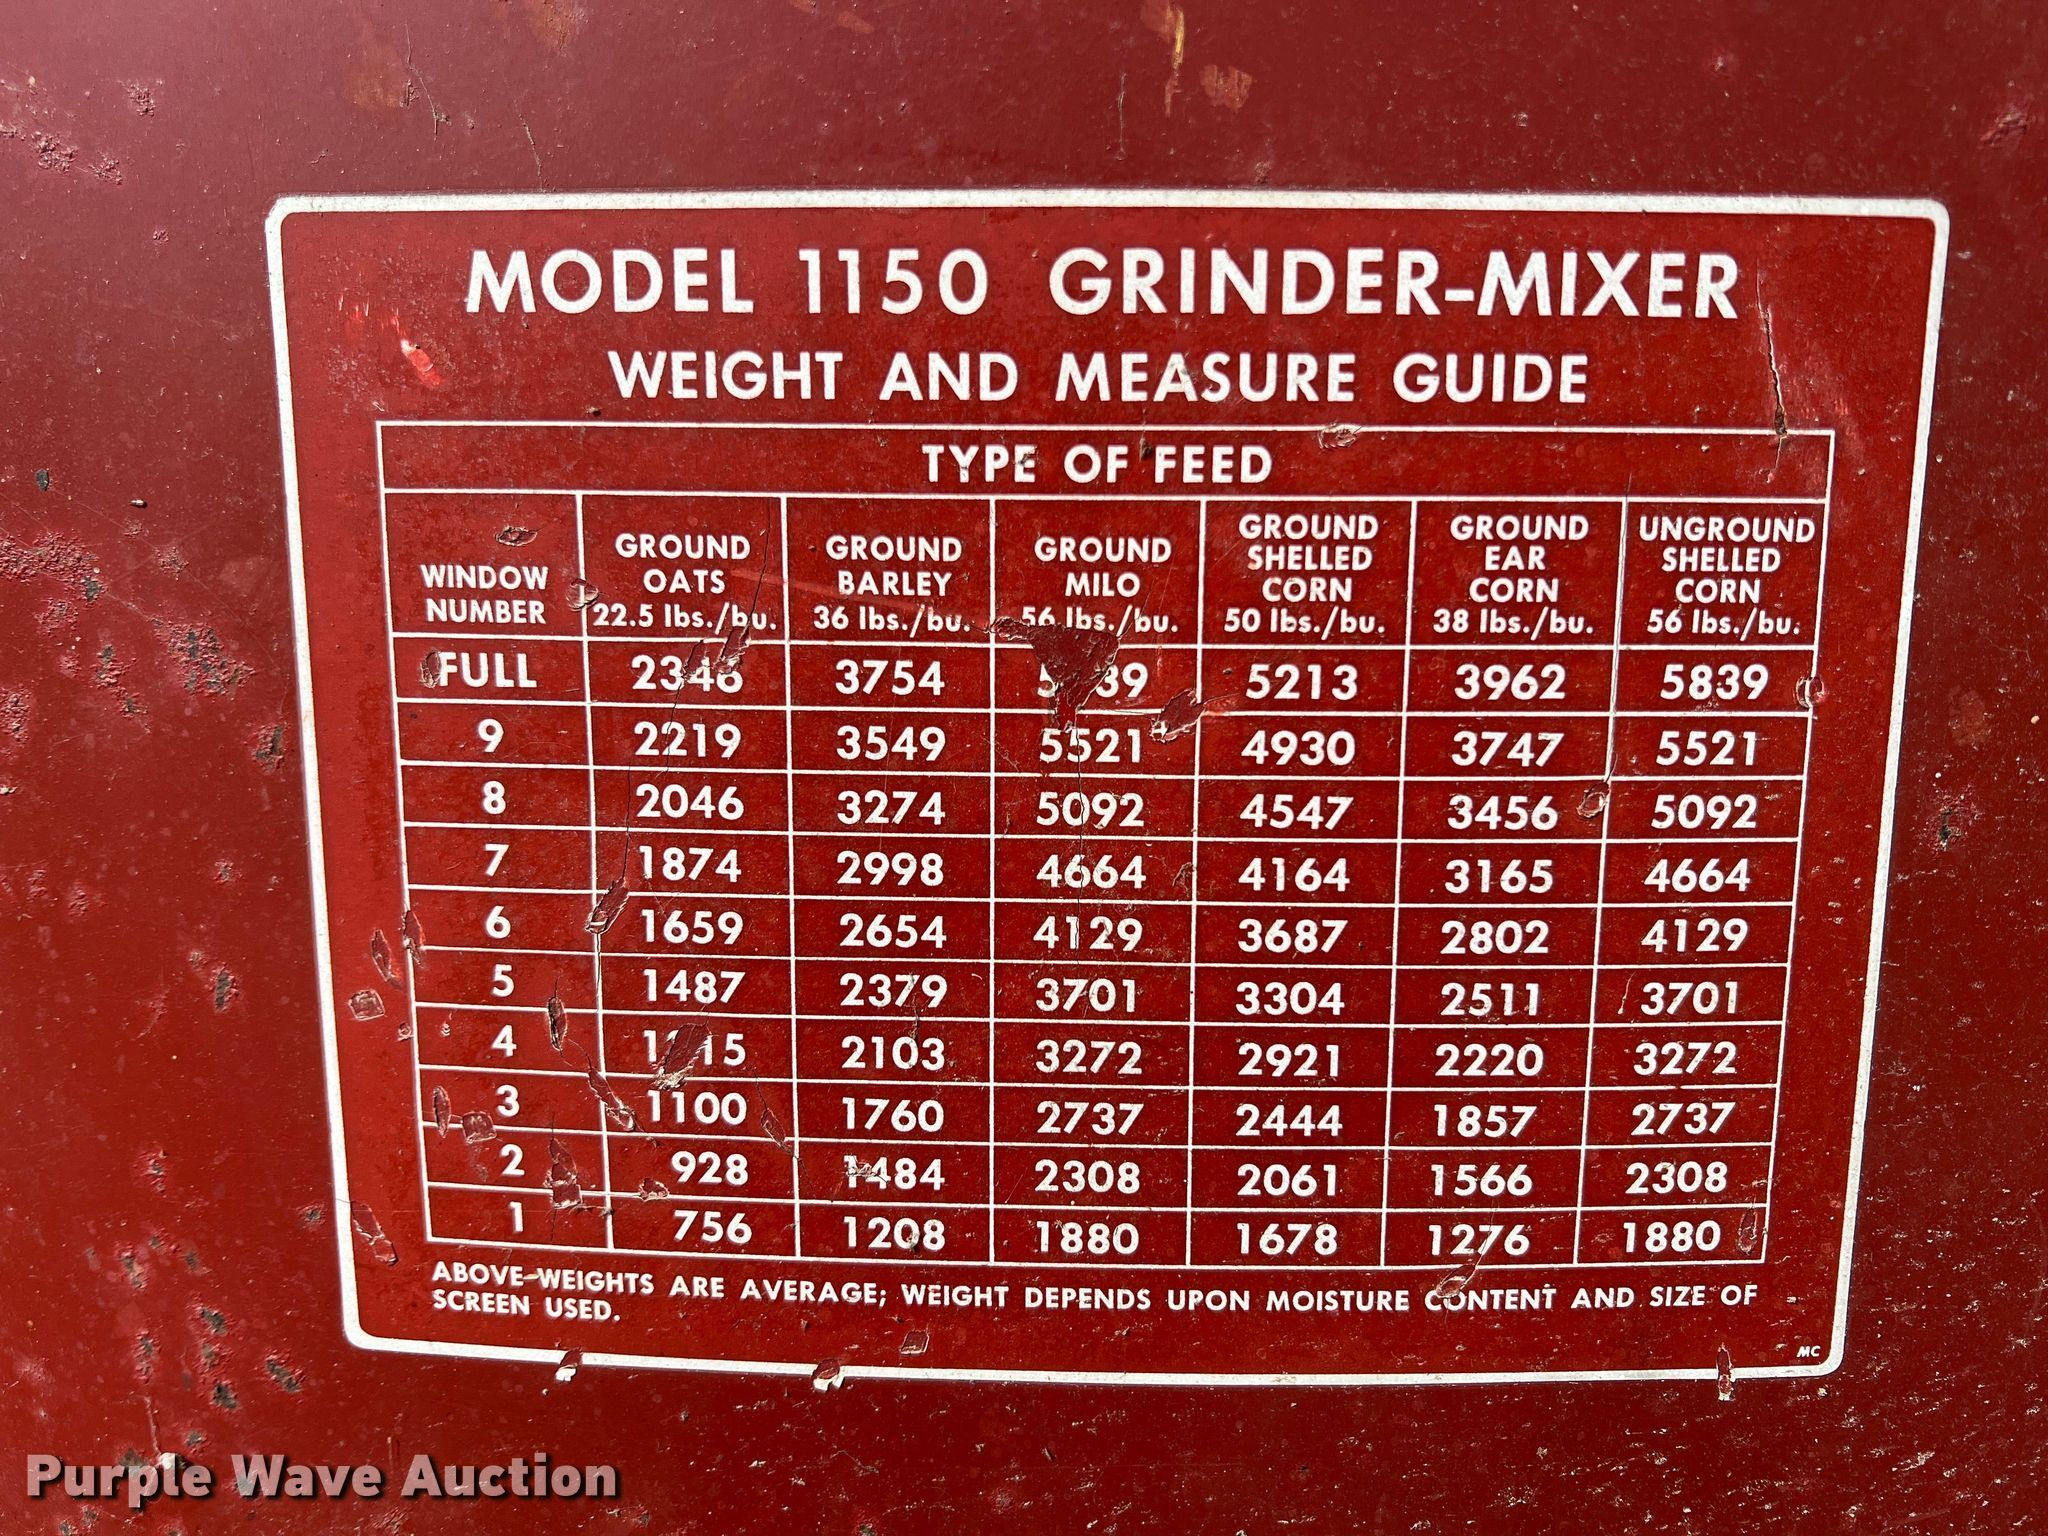 MODEL 1150 GRINDER-MIXER
WEIGHT AND MEASURE GUIDE
TYPE OF FEED
WINDOW NUMBER GROUND OATS 22.5 lbs./bu. GROUND BARLEY 36 lbs./bu. GROUND MILO 56 lbs./bu. GROUND SHELLED CORN 50 lbs./bu. GROUND EAR CORN 38 lbs./bu. UNGROUND SHELLED CORN 56 lbs./bu.
FULL 2346 3754 5213 3962 5839
9 2219 3549 5521 4930 3747 5521
8 2046 3274 5092 4547 3456 5092
7 1874 2998 4664 4164 3165 4664
6 1659 2654 4129 3687 2802 4129
5 1487 2379 3701 3304 2511 3701
4 2103 3272 2921 2220 3272
3 1100 1760 2737 2444 1857 2737
2 928 1484 2308 2061 1566 2308
1 756 1208 1880 1678 1276 1880
ABOVE WEIGHTS ARE AVERAGE; WEIGHT DEPENDS UPON MOISTURE CONTENT AND SIZE OF
SCREEN USED.
MC
Purple Wave Auction